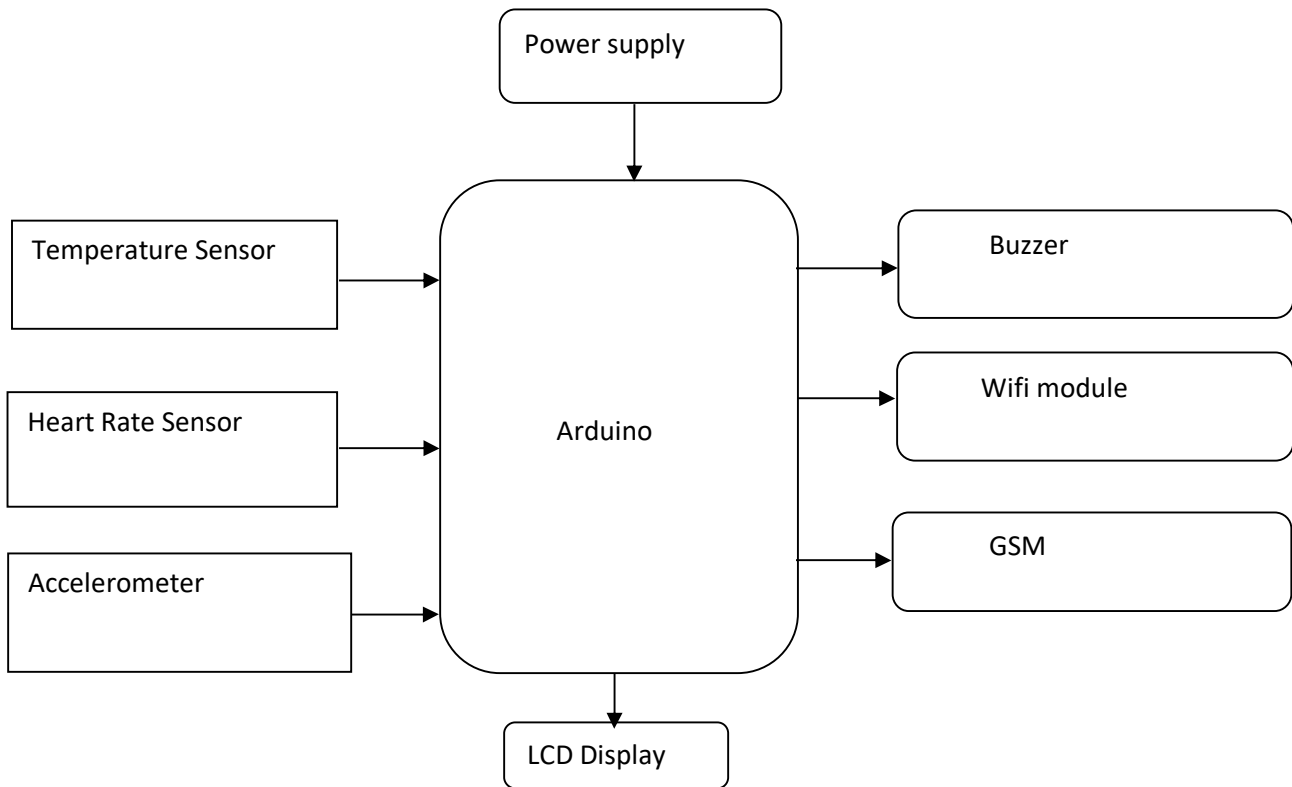 Power supply
Temperature Sensor
Buzzer
Wifi module
Heart Rate Sensor
Arduino
GSM
Accelerometer
LCD Display